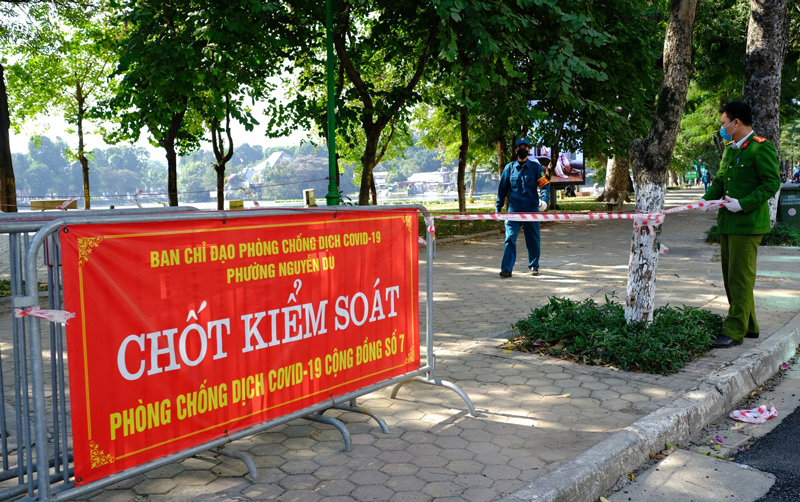 BAN CHỈ ĐẠO PHÒNG CHỐNG DỊCH COVID-19
PHƯỜNG NGUYỄN DU
CHỐT KIỂM SOÁT
PHÒNG CHỐNG DỊCH COVID-19 CỘNG ĐỒNG SỐ 7